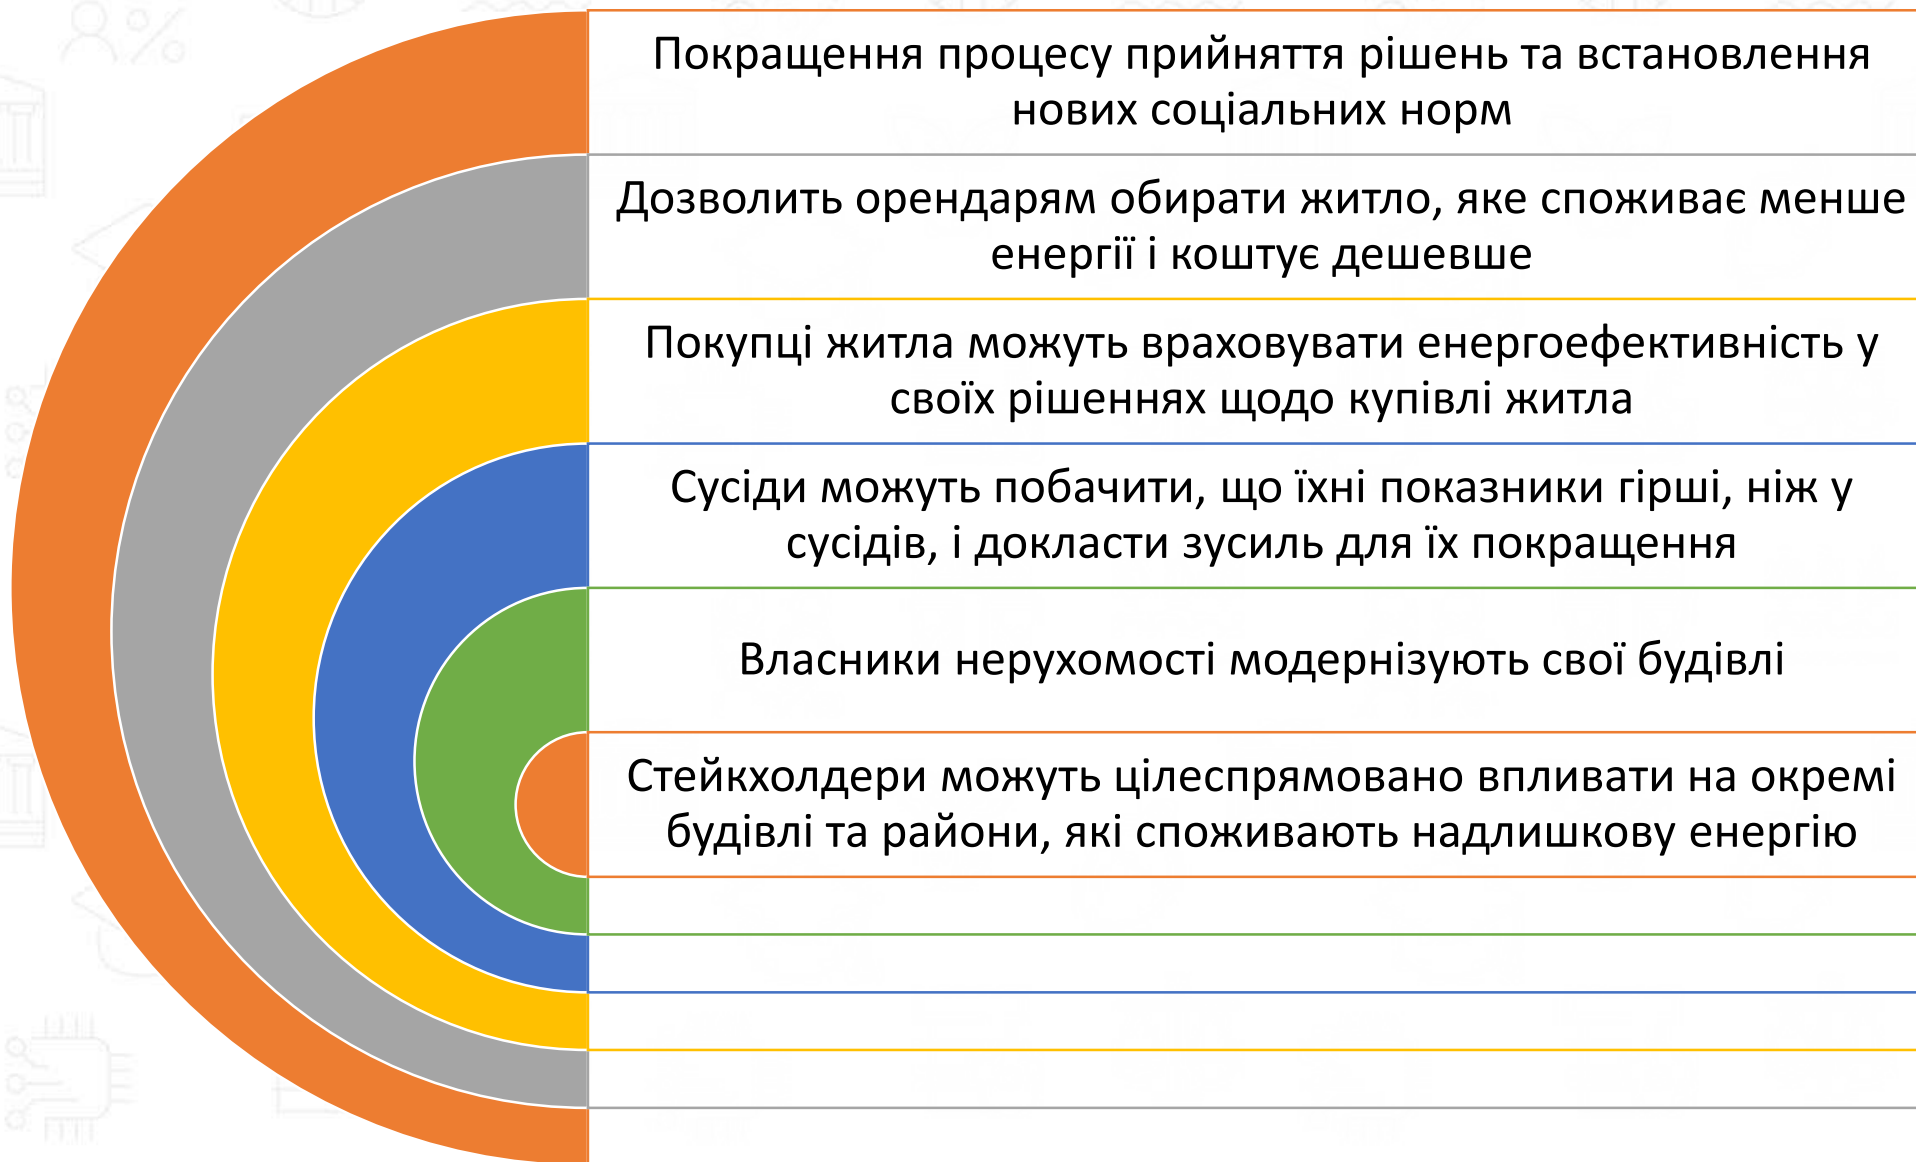 Покращення процесу прийняття рішень та встановлення
нових соціальних норм
Дозволить орендарям обирати житло, яке споживає менше
енергії і коштує дешевше
Покупці житла можуть враховувати енергоефективність у
своїх рішеннях щодо купівлі житла
Сусіди можуть побачити, що їхні показники гірші, ніж у
сусідів, і докласти зусиль для їх покращення
Власники нерухомості модернізують свої будівлі
Стейкхолдери можуть цілеспрямовано впливати на окремі
будівлі та райони, які споживають надлишкову енергію